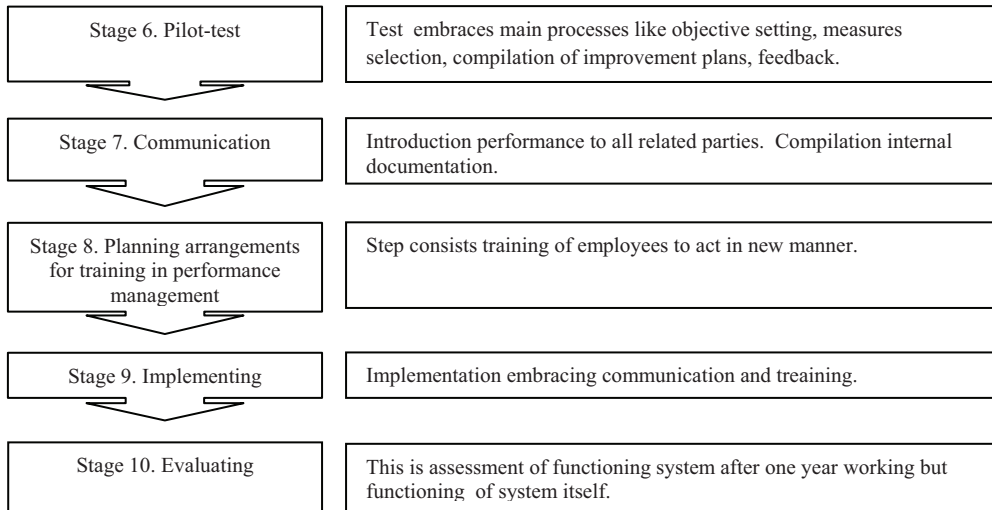 Stage 6. Pilot-test
Test embraces main processes like objective setting, measures
selection, compilation of improvement plans, feedback.
Stage 7. Communication
Introduction performance to all related parties. Compilation internal
documentation.
Stage 8. Planning arrangements
for training in performance
management
Step consists training of employees to act in new manner.
Stage 9. Implementing
Implementation embracing communication and treaining.
Stage 10. Evaluating
This is assessment of functioning system after one year working but
functioning of system itself.